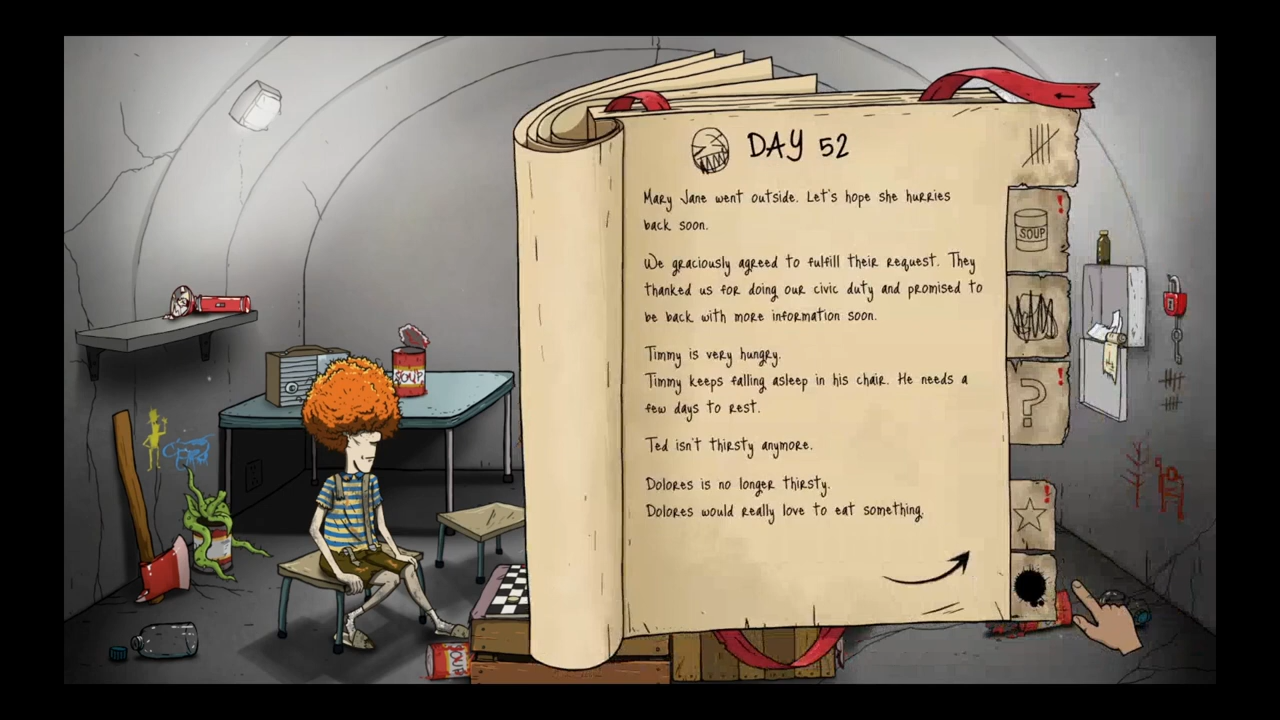 DAY 52
Mary Jane went outside. Let's hope she hurries
back soon.
We graciously agreed to fulfill their request. They
thanked us for doing our civic duty and promised to
be back with more information soon.
Timmy is very hungry.
Timmy keeps falling asleep in his chair. He needs a
few days to rest.
Ted isn't thirsty anymore.
Dolores is no longer thirsty.
Dolores would really love to eat something.
!
SOUP
!
?
!
SOUP
SOUP